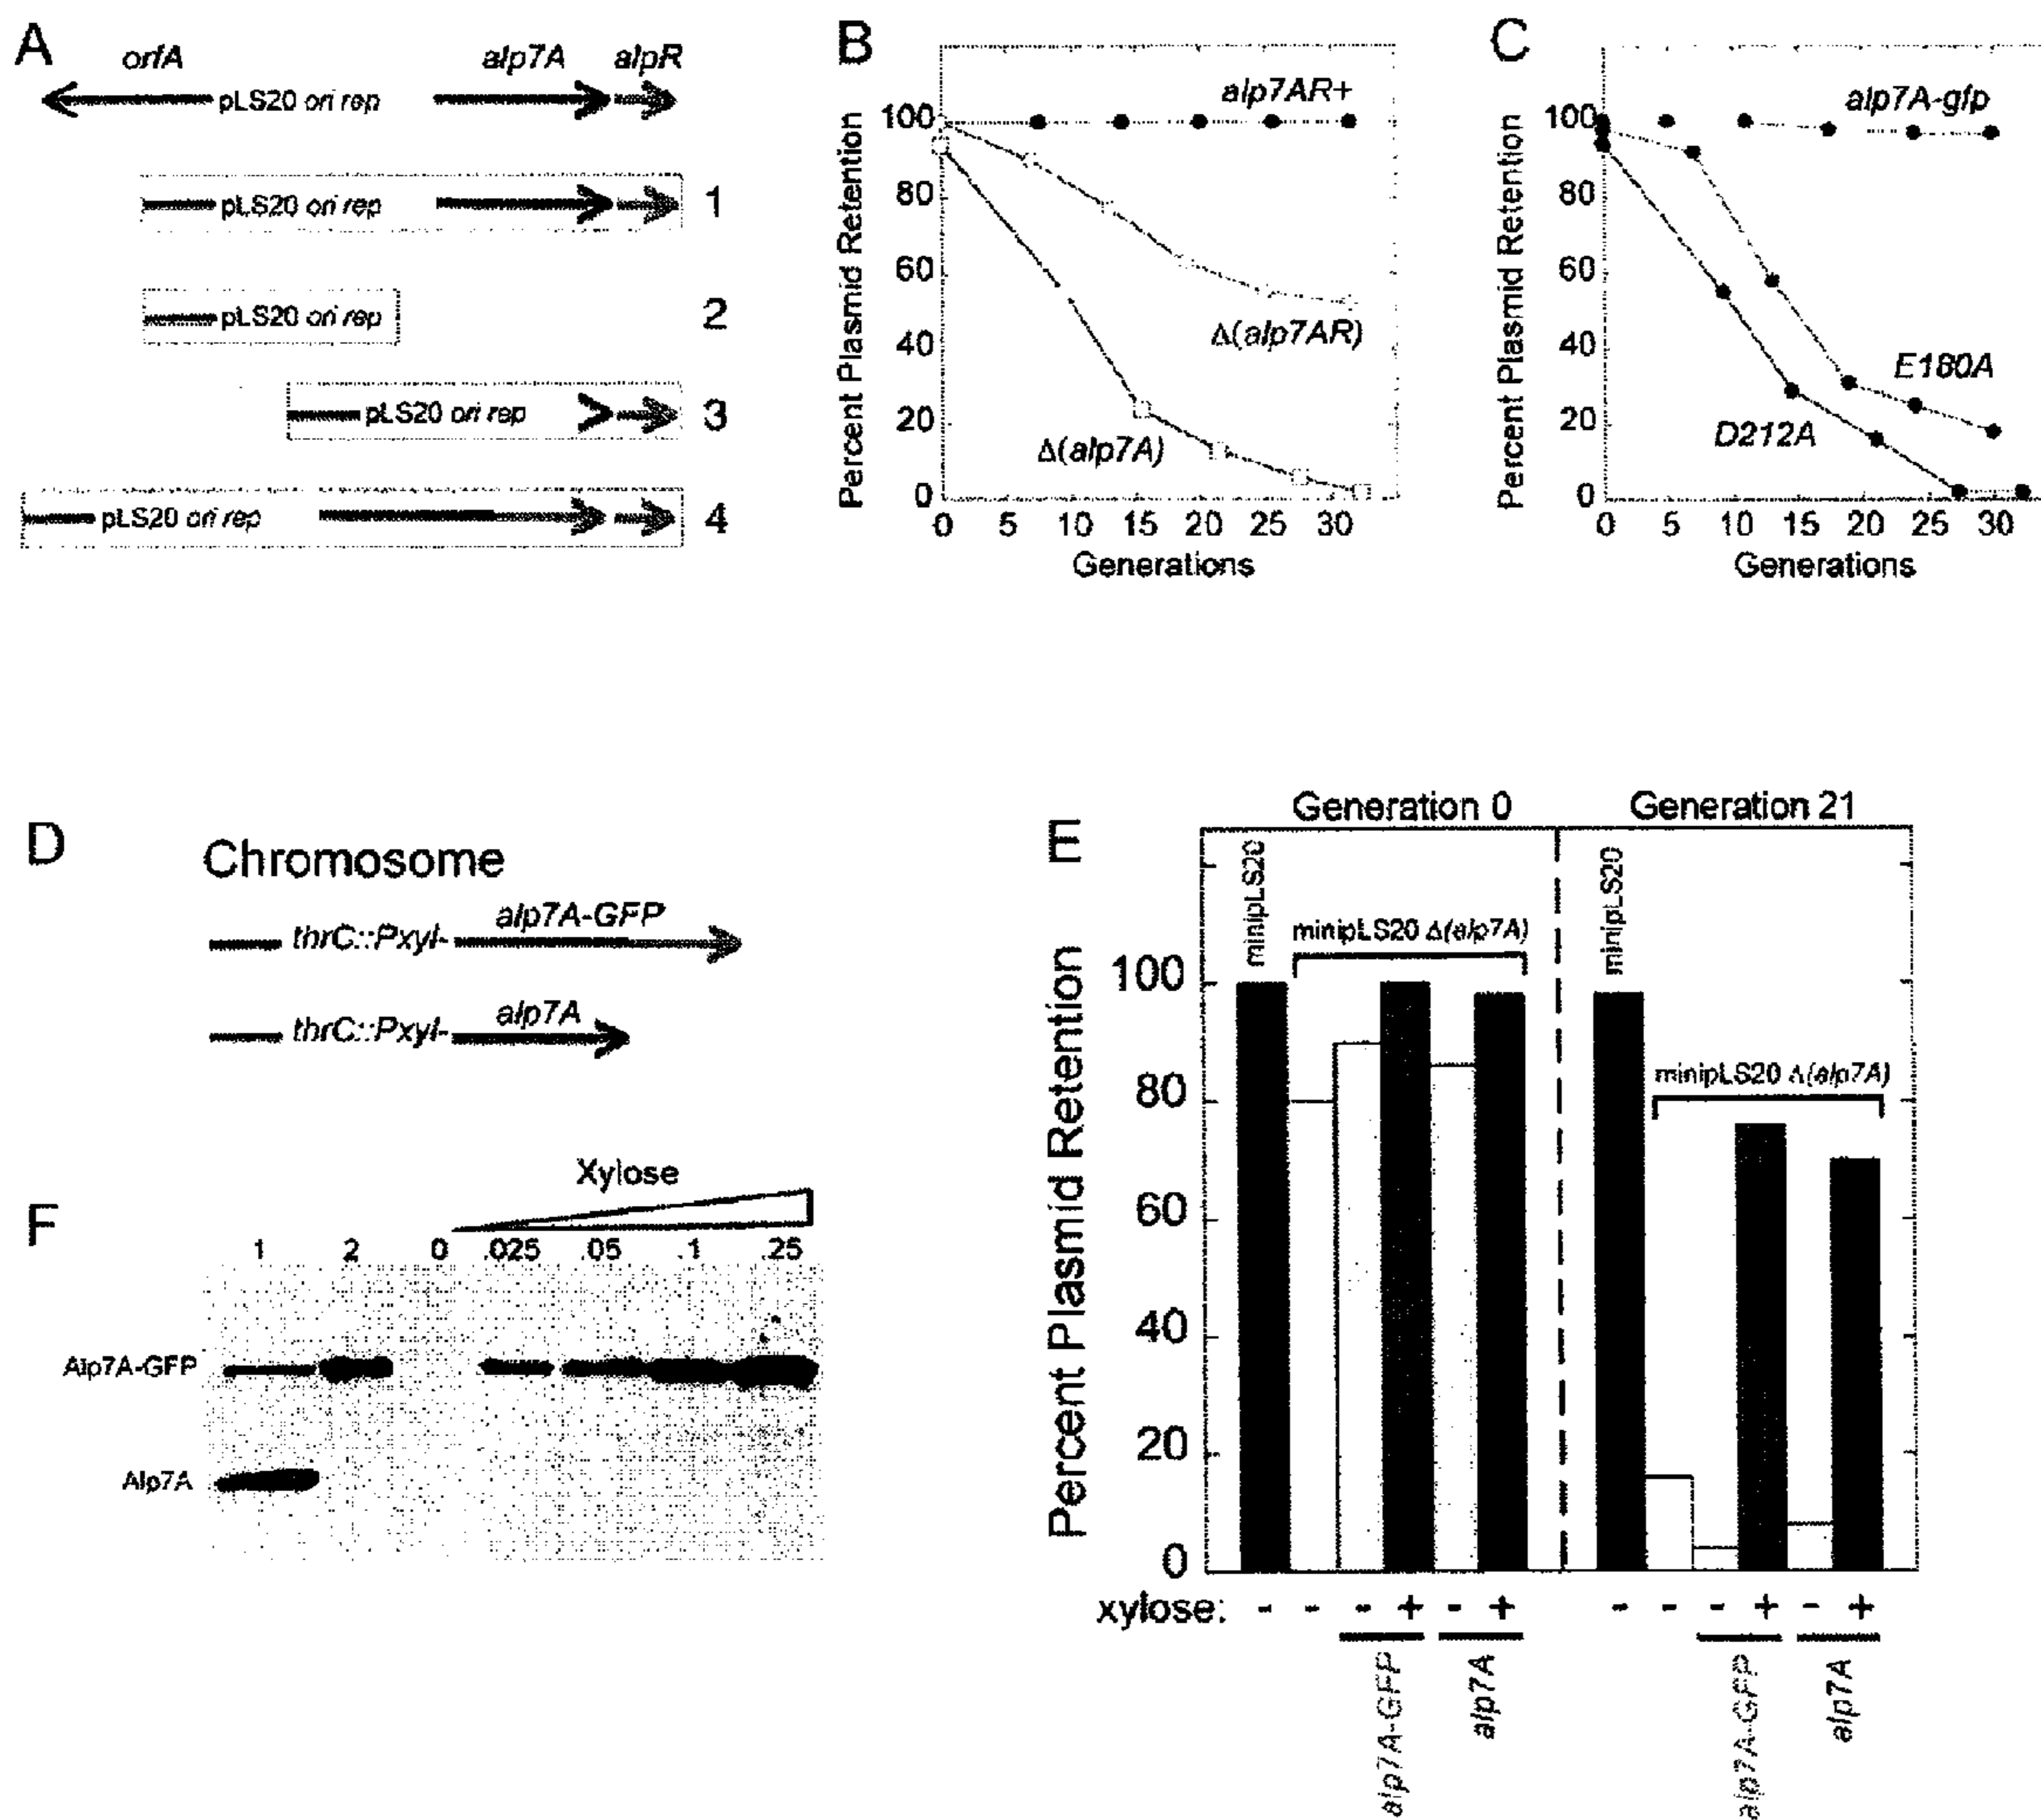 A
orfA alp7A alpR
pLS20 ori rep
pLS20 ori rep 1
pLS20 ori rep 2
pLS20 ori rep 3
pLS20 ori rep 4
B
Percent Plasmid Retention
100
80
60
40
20
0
alp7AR+
Δ(alp7AR)
Δ(alp7A)
0 5 10 15 20 25 30
Generations
C
Percent Plasmid Retention
100
80
60
40
20
0
alp7A-gfp
E180A
D212A
0 5 10 15 20 25 30
Generations
D
Chromosome
alp7A-GFP
thrC::Pxyl-
alp7A
thrC::Pxyl-
E
Generation 0 Generation 21
minipLS20
minipLS20 Δ(alp7A)
minipLS20
minipLS20 Δ(alp7A)
Percent Plasmid Retention
100
80
60
40
20
0
xylose: - - - + - + - - - + - +
alp7A-GFP alp7A alp7A-GFP alp7A
F
Xylose
1 2 0 .025 .05 .1 .25
Alp7A-GFP
Alp7A